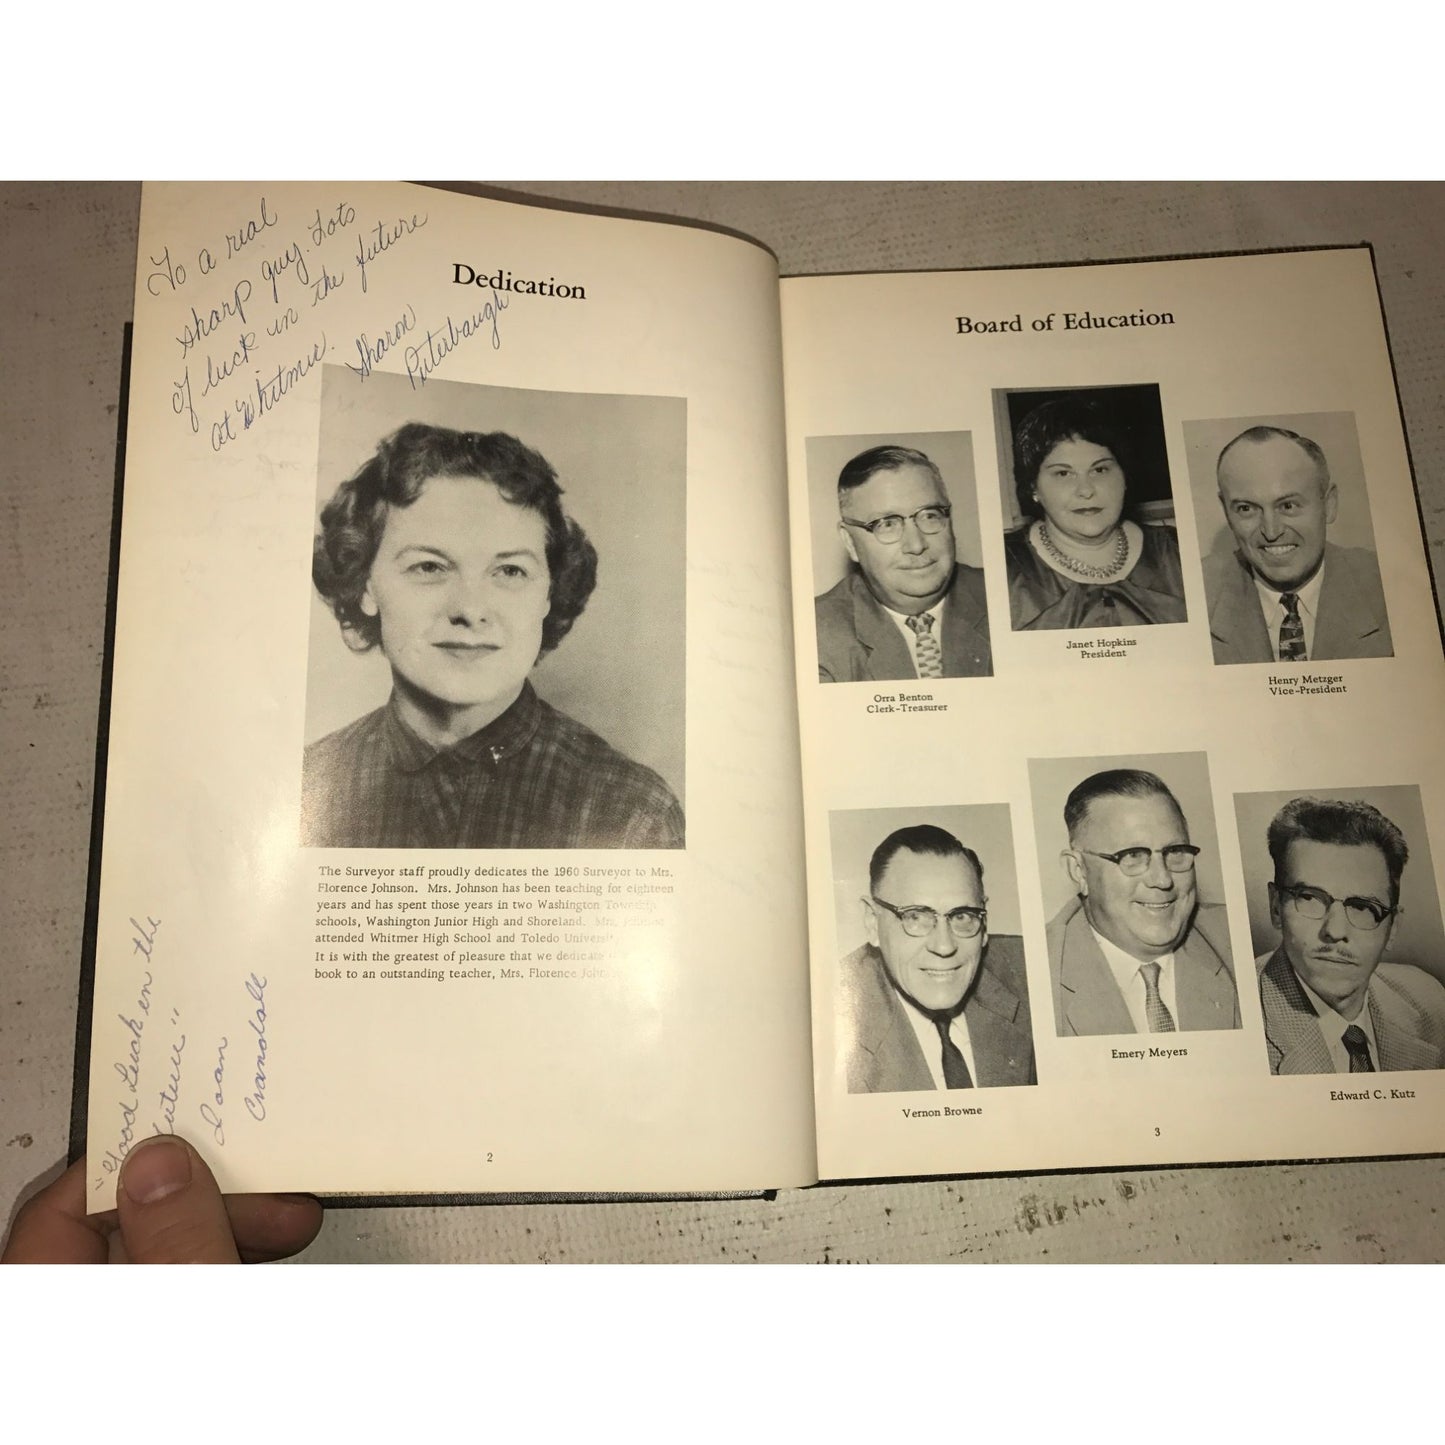 To a real
sharp guy. Lots
of luck in the future
at Whitmer.
Sharon
Puterbaugh
Dedication
The Surveyor staff proudly dedicates the 1960 Surveyor to Mrs.
Florence Johnson. Mrs. Johnson has been teaching for eighteen
years and has spent those years in two Washington Township
schools, Washington Junior High and Shoreland. Mrs. Johnson
attended Whitmer High School and Toledo
It is with the greatest of pleasure that we dedicate
book to an outstanding teacher, Mrs. Florence
"Good Luck in the
future"
Joan
Crandall
2
Board of Education
Orra Benton
Clerk-Treasurer
Janet Hopkins
President
Henry Metzger
Vice-President
Vernon Browne
Emery Meyers
Edward C. Kutz
3